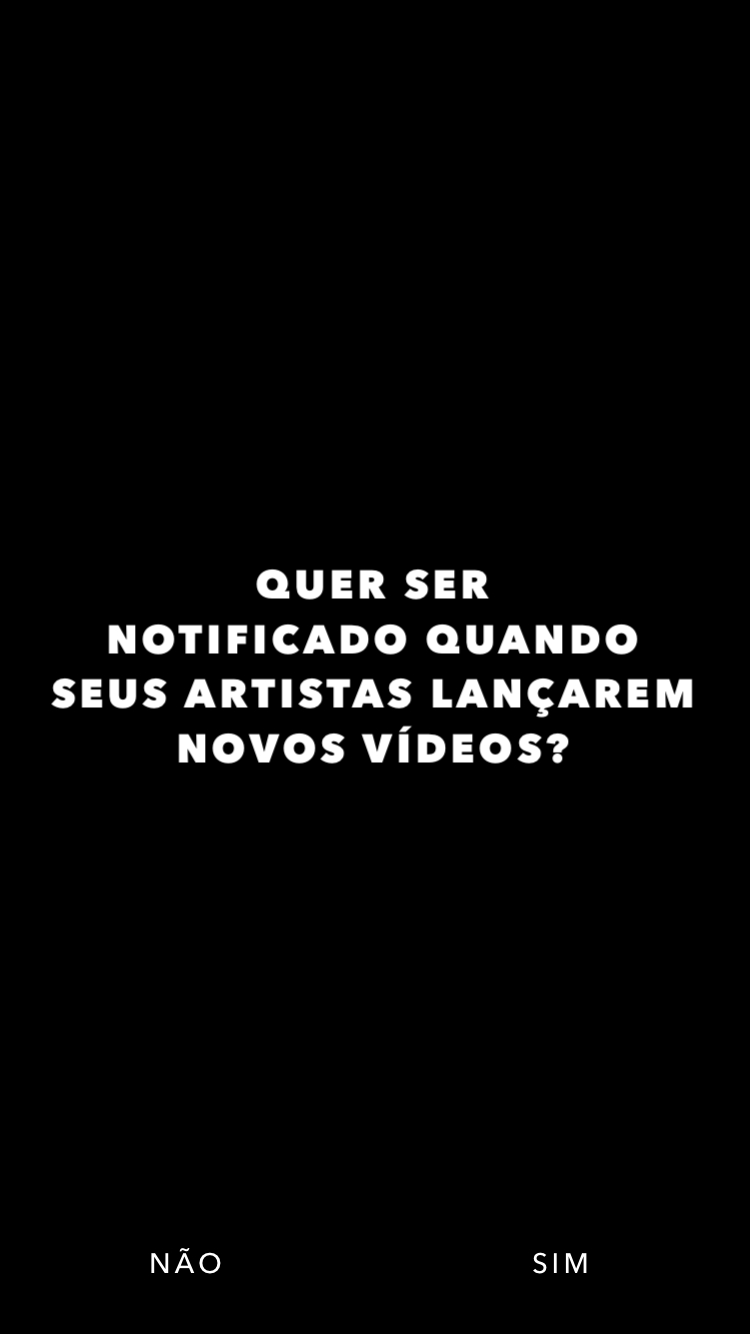 QUER SER
NOTIFICADO QUANDO
SEUS ARTISTAS LANÇAREM
NOVOS VÍDEOS?
NÃO SIM